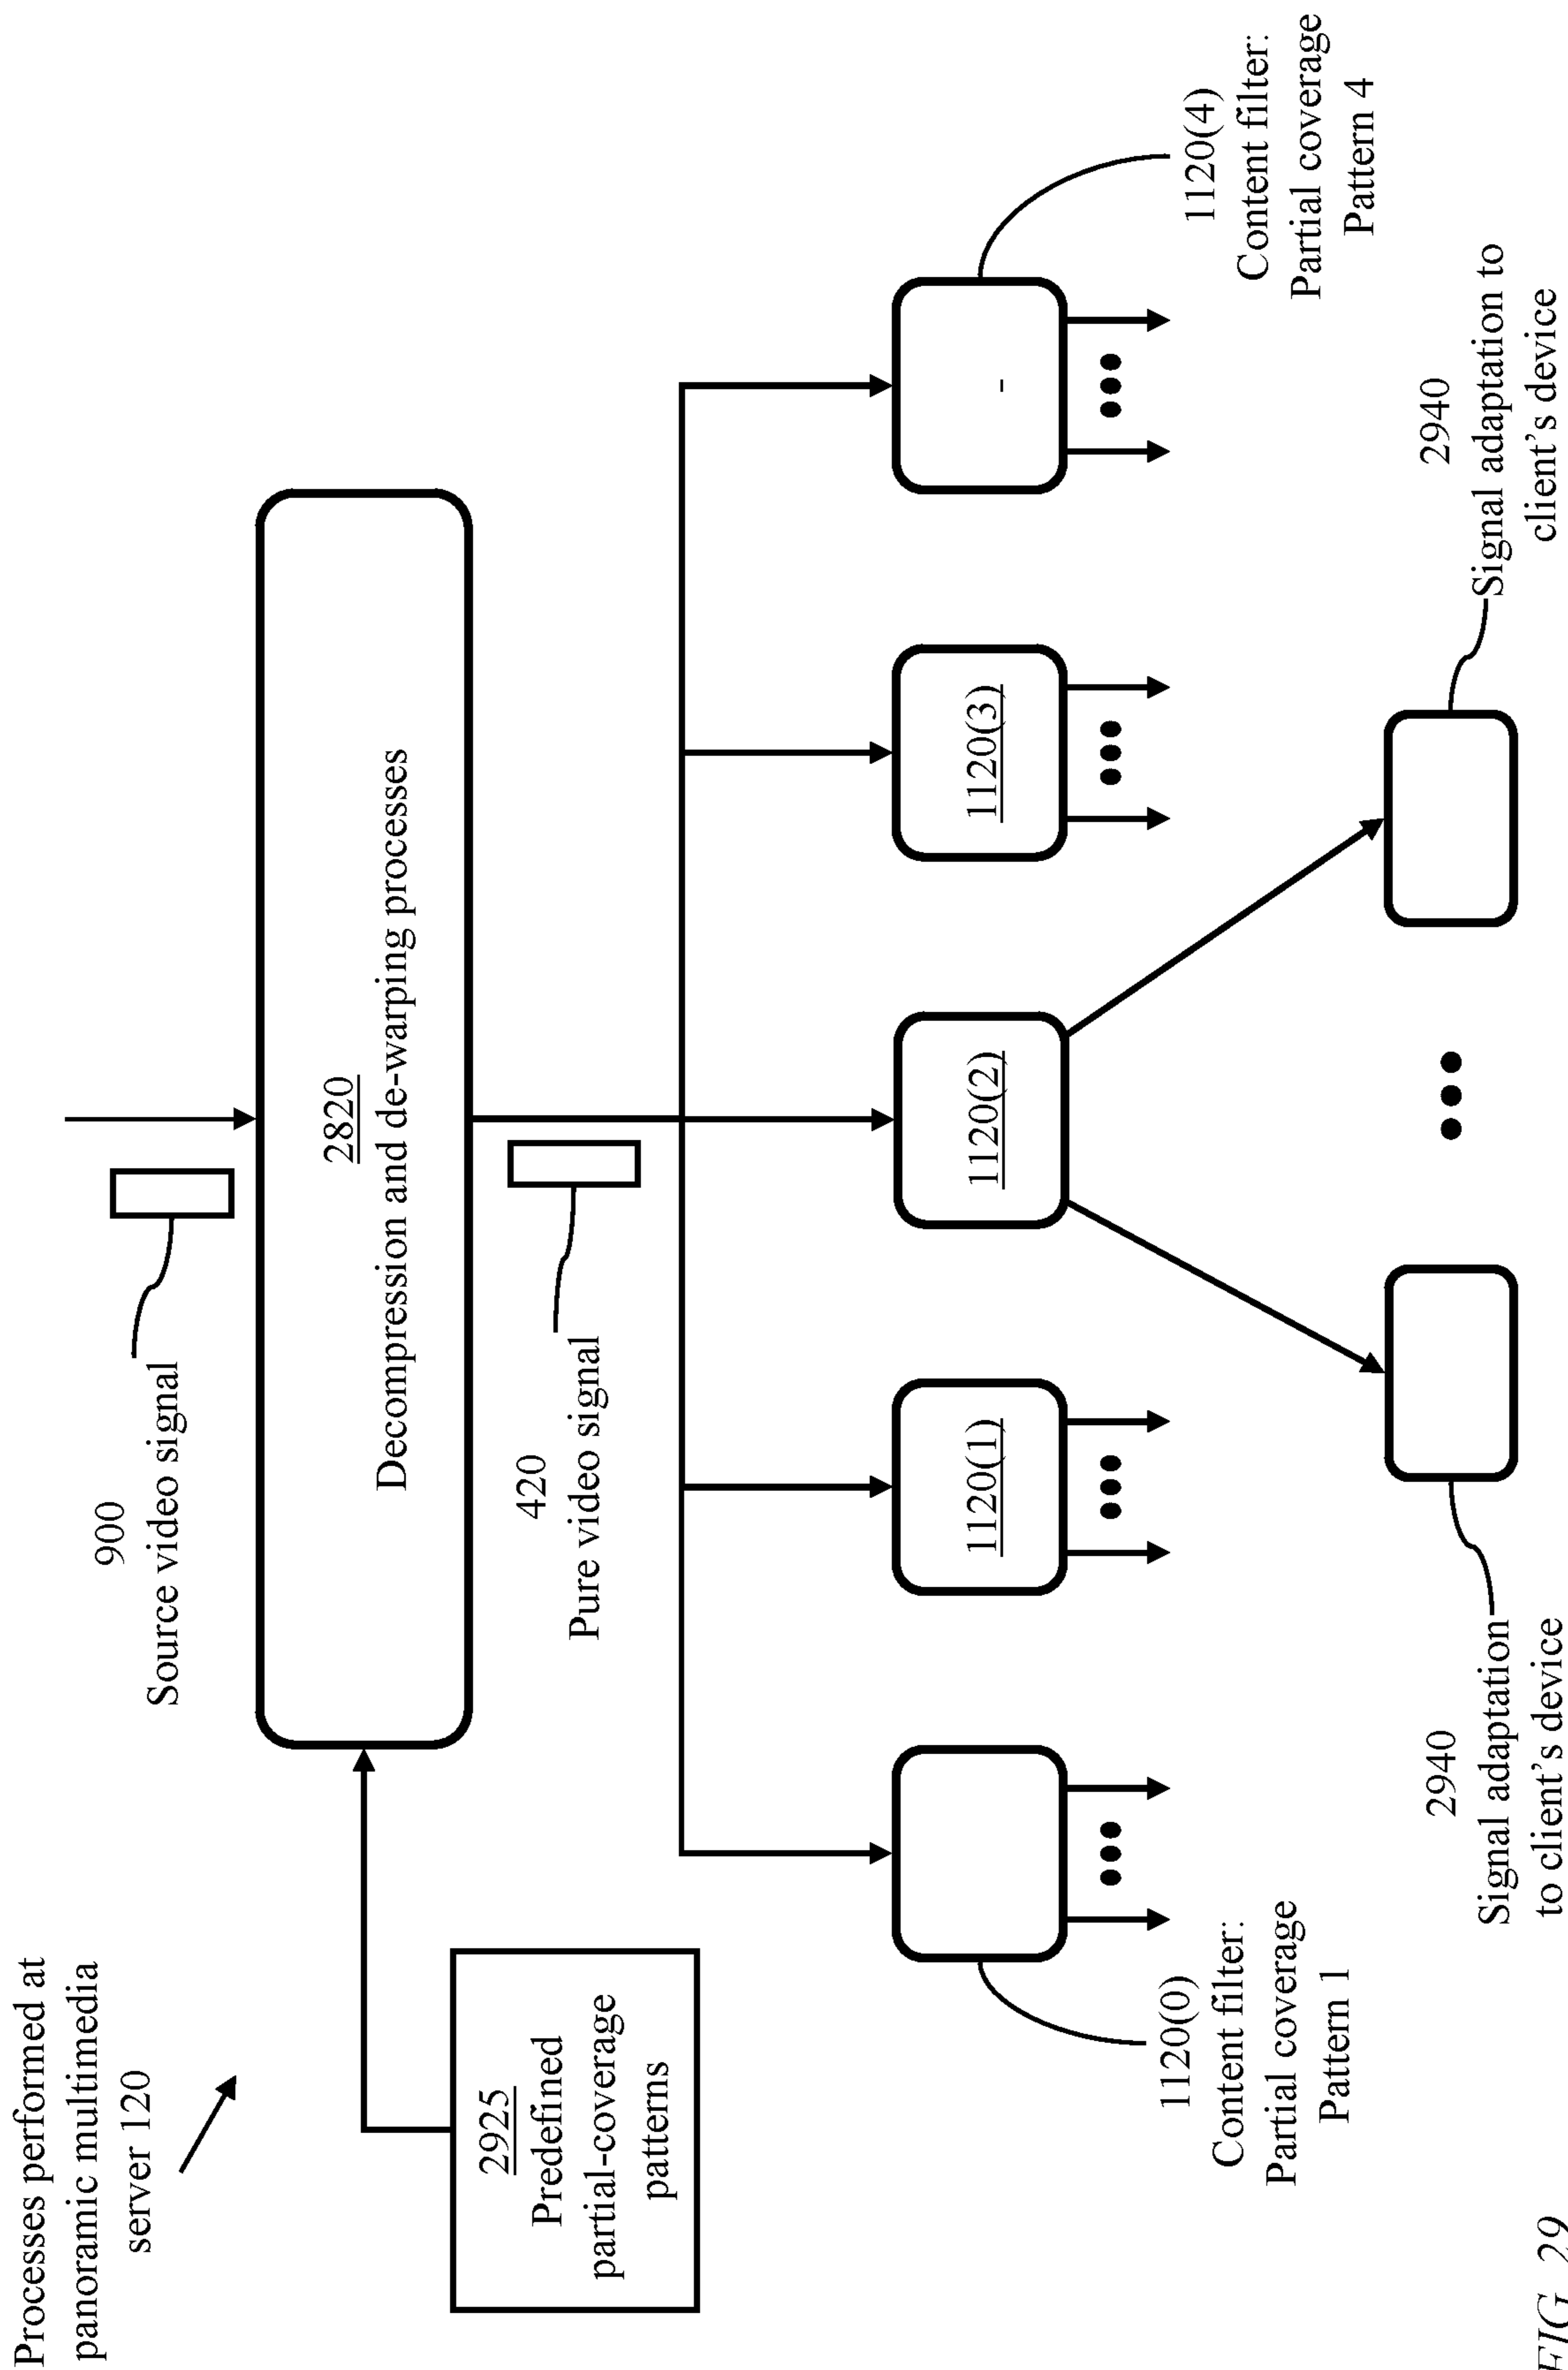 Processes performed at
panoramic multimedia
server 120
900
Source video signal
2820
Decompression and de-warping processes
2925
Predefined
partial-coverage
patterns
420
Pure video signal
1120(1)
1120(2)
1120(3)
-
1120(0)
Content filter:
Partial coverage
Pattern 1
1120(4)
Content filter:
Partial coverage
Pattern 4
2940
Signal adaptation
to client's device
2940
Signal adaptation to
client's device
FIG. 29